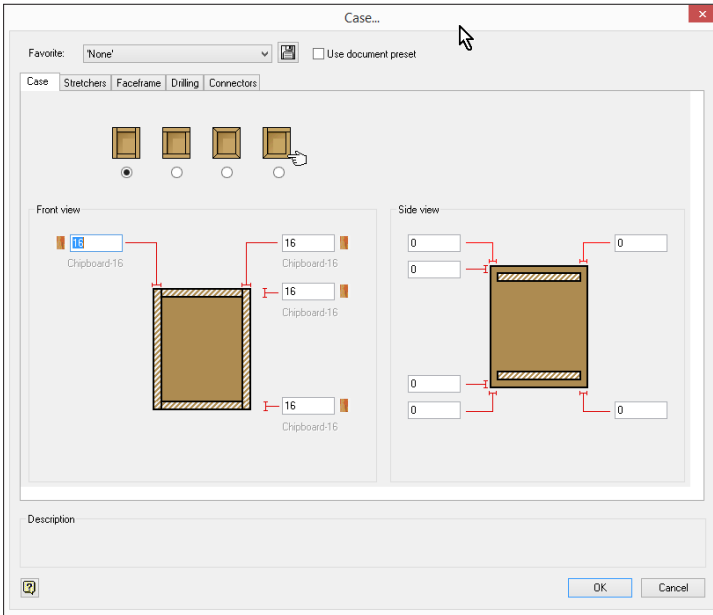 Case...
Favorite: 'None' Use document preset
Case Stretchers Faceframe Drilling Connectors
Front view
16 16
Chipboard-16 Chipboard-16
16
Chipboard-16
16
Chipboard-16
Side view
0 0
0
0
0 0
Description
OK Cancel